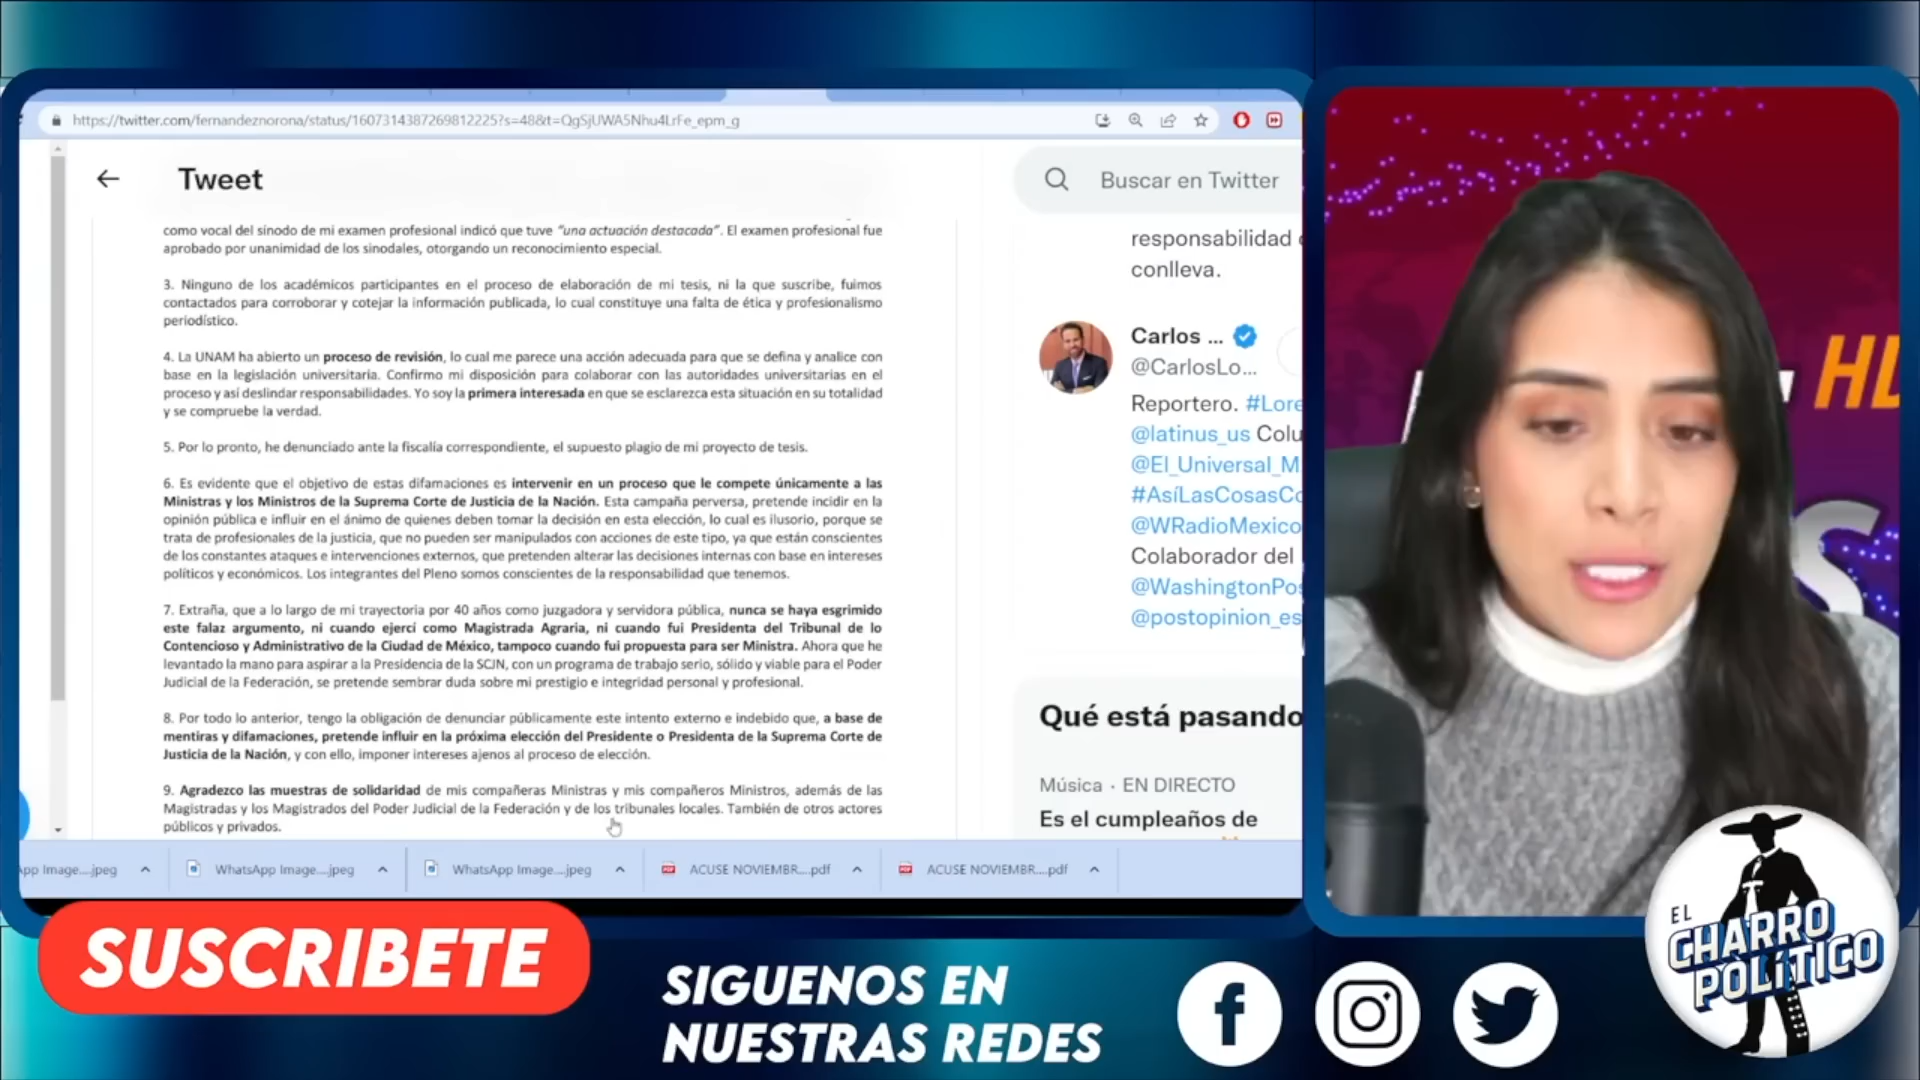 https://twitter.com/fernandeznorona/status/1607314387269812225?s=48&t=QgSjUWA5Nhu4LrFe_epm_g
Tweet
como vocal del sínodo de mi examen profesional indicó que tuve "una actuación destacada". El examen profesional fue
aprobado por unanimidad de los sinodales, otorgando un reconocimiento especial.
3. Ninguno de los académicos participantes en el proceso de elaboración de mi tesis, ni la que suscribe, fuimos
contactados para corroborar y cotejar la información publicada, lo cual constituye una falta de ética y profesionalismo
periodístico.
4. La UNAM ha abierto un proceso de revisión, lo cual me parece una acción adecuada para que se defina y analice con
base en la legislación universitaria. Confirmo mi disposición para colaborar con las autoridades universitarias en el
proceso y así deslindar responsabilidades. Yo soy la primera interesada en que se esclarezca esta situación en su totalidad
y se compruebe la verdad.
5. Por lo pronto, he denunciado ante la fiscalía correspondiente, el supuesto plagio de mi proyecto de tesis.
6. Es evidente que el objetivo de estas difamaciones es intervenir en un proceso que le compete únicamente a las
Ministras y los Ministros de la Suprema Corte de Justicia de la Nación. Esta campaña perversa, pretende incidir en la
opinión pública e influir en el ánimo de quienes deben tomar la decisión en esta elección, lo cual es ilusorio, porque se
trata de profesionales de la justicia, que no pueden ser manipulados con acciones de este tipo, ya que están conscientes
de los constantes ataques e intervenciones externos, que pretenden alterar las decisiones internas con base en intereses
políticos y económicos. Los integrantes del Pleno somos conscientes de la responsabilidad que tenemos.
7. Extraña, que a lo largo de mi trayectoria por 40 años como juzgadora y servidora pública, nunca se haya esgrimido
este falaz argumento, ni cuando ejercí como Magistrada Agraria, ni cuando fui Presidenta del Tribunal de lo
Contencioso y Administrativo de la Ciudad de México, tampoco cuando fui propuesta para ser Ministra. Ahora que he
levantado la mano para aspirar a la Presidencia de la SCJN, con un programa de trabajo serio, sólido y viable para el Poder
Judicial de la Federación, se pretende sembrar duda sobre mi prestigio e integridad personal y profesional.
8. Por todo lo anterior, tengo la obligación de denunciar públicamente este intento externo e indebido que, a base de
mentiras y difamaciones, pretende influir en la próxima elección del Presidente o Presidenta de la Suprema Corte de
Justicia de la Nación, y con ello, imponer intereses ajenos al proceso de elección.
9. Agradezco las muestras de solidaridad de mis compañeras Ministras y mis compañeros Ministros, además de las
Magistradas y los Magistrados del Poder Judicial de la Federación y de los tribunales locales. También de otros actores
públicos y privados.
Buscar en Twitter
responsabilidad
conlleva.
Carlos ...
@CarlosLo...
Reportero. #Lore
@latinus_us Colu
@El_Universal_M
#AsíLasCosasCo
@WRadioMexico
Colaborador del
@WashingtonPos
@postopinion_es
Qué está pasando
Música · EN DIRECTO
Es el cumpleaños de
pp Image....jpeg
WhatsApp Image....jpeg
WhatsApp Image....jpeg
ACUSE NOVIEMBR....pdf
ACUSE NOVIEMBR....pdf
SUSCRIBETE
SIGUENOS EN
NUESTRAS REDES
EL
CHARRO
POLÍTICO